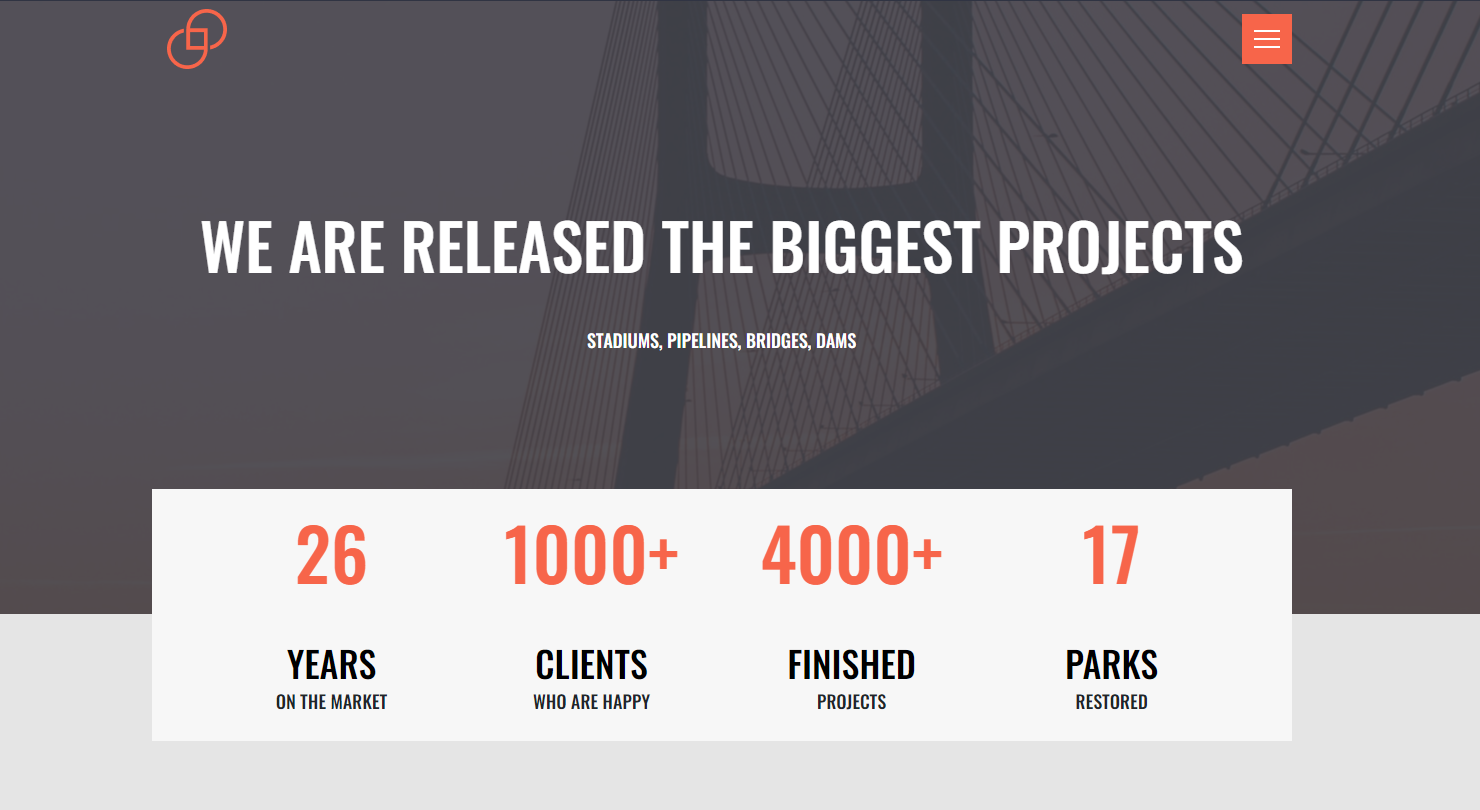 WE ARE RELEASED THE BIGGEST PROJECTS
STADIUMS, PIPELINES, BRIDGES, DAMS
26
YEARS
ON THE MARKET
1000+
CLIENTS
WHO ARE HAPPY
4000+
FINISHED
PROJECTS
17
PARKS
RESTORED